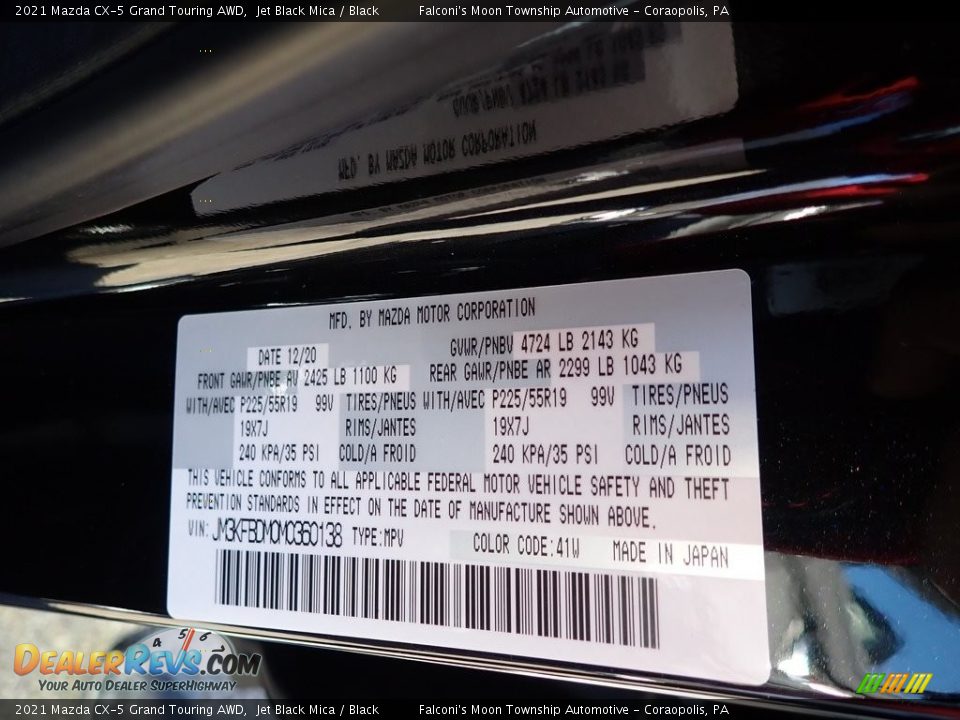 2021 Mazda CX-5 Grand Touring AWD, Jet Black Mica / Black Falconi's Moon Township Automotive - Coraopolis, PA
MFD. BY MAZDA MOTOR CORPORATION
DATE 12/20 GVWR/PNBV 4724 LB 2143 KG
FRONT GAWR/PNBE AV 2425 LB 1100 KG REAR GAWR/PNBE AR 2299 LB 1043 KG
WITH/AVEC P225/55R19 99V TIRES/PNEUS WITH/AVEC P225/55R19 99V TIRES/PNEUS
19X7J RIMS/JANTES 19X7J RIMS/JANTES
240 KPA/35 PSI COLD/A FROID 240 KPA/35 PSI COLD/A FROID
THIS VEHICLE CONFORMS TO ALL APPLICABLE FEDERAL MOTOR VEHICLE SAFETY AND THEFT
PREVENTION STANDARDS IN EFFECT ON THE DATE OF MANUFACTURE SHOWN ABOVE.
VIN: JM3KFBDM0M0360138 TYPE:MPV COLOR CODE:41W MADE IN JAPAN
4 5 6
DEALERREVS.COM
YOUR AUTO DEALER SUPERHIGHWAY
2021 Mazda CX-5 Grand Touring AWD, Jet Black Mica / Black Falconi's Moon Township Automotive - Coraopolis, PA